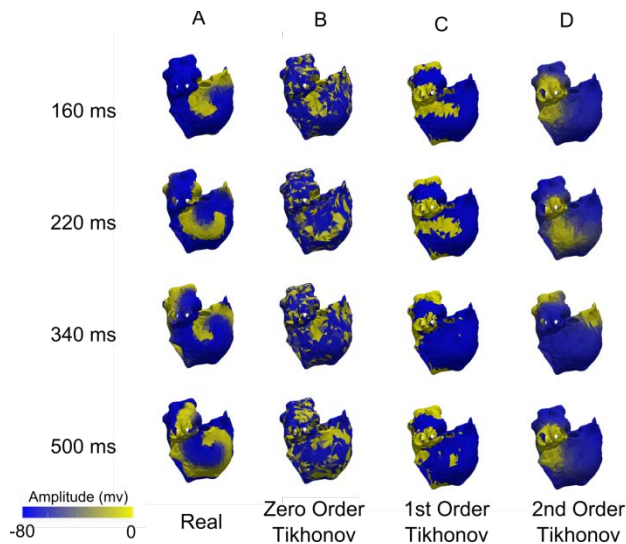 A B C D
160 ms
220 ms
340 ms
500 ms
Amplitude (mv)
-80 0
Real
Zero Order
Tikhonov
1st Order
Tikhonov
2nd Order
Tikhonov